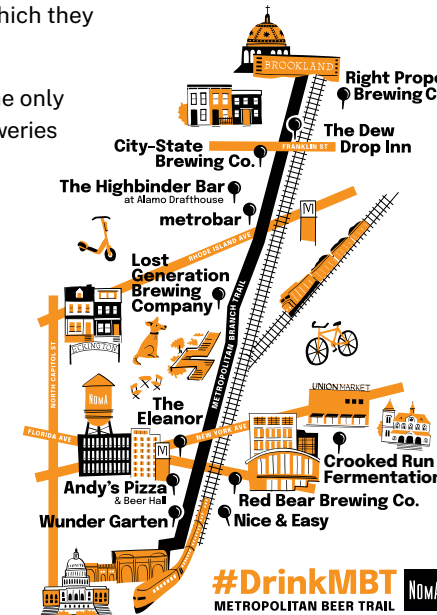 which they
only
BROOKLAND
Right Prope
Brewing C
The Dew
Drop Inn
FRANKLIN ST
City-State
Brewing Co.
The Highbinder Bar
at Alamo Drafthouse
metrobar
M
RHODE ISLAND AVE
Lost
Generation
Brewing
Company
ECKINGTON
METROPOLITAN BRANCH TRAIL
NORTH CAPITOL ST
NOMA
UNION MARKET
The
Eleanor
NEW YORK AVE
FLORIDA AVE
M
Crooked Run
Fermentation
Andy's Pizza
& Beer Hall
Red Bear Brewing Co.
Wunder Garten
Nice & Easy
#DrinkMBT
METROPOLITAN BEER TRAIL
NOMA